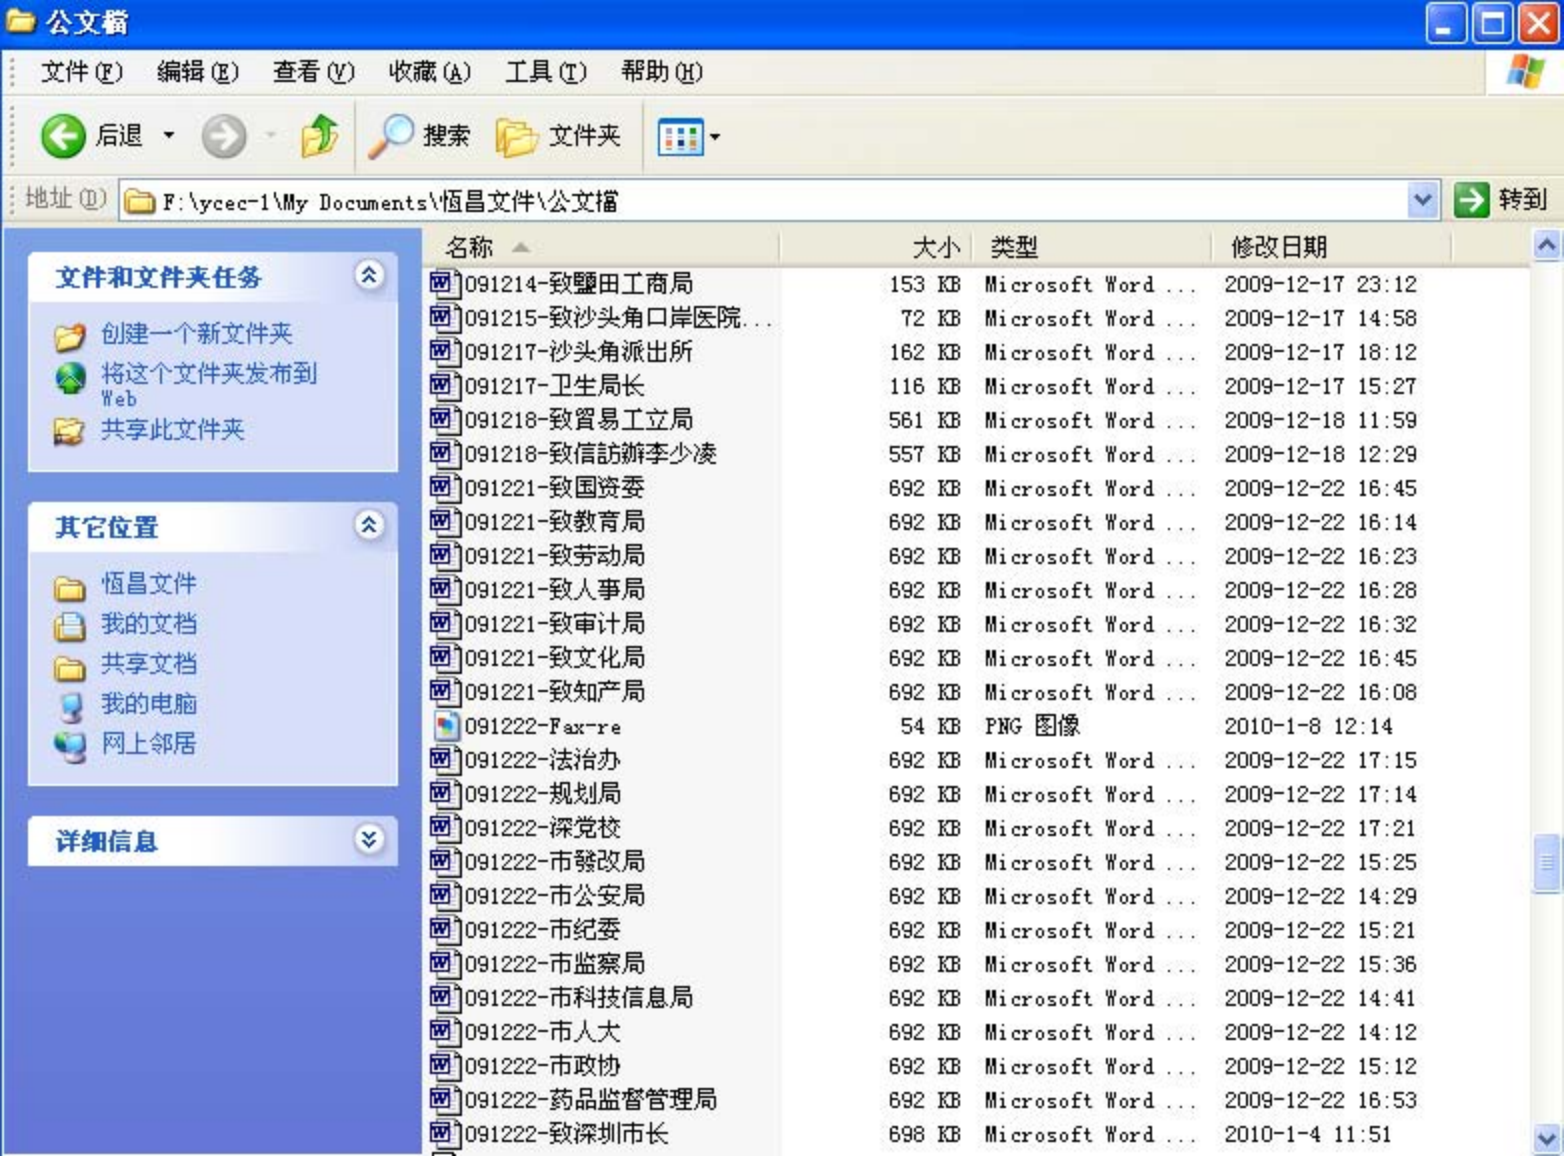 公文檔
文件(F) 编辑(E) 查看(V) 收藏(A) 工具(T) 帮助(H)
后退 搜索 文件夹
地址(D) F:\ycec-1\My Documents\恆昌文件\公文檔 转到
文件和文件夹任务
创建一个新文件夹
将这个文件夹发布到
Web
共享此文件夹
其它位置
恆昌文件
我的文档
共享文档
我的电脑
网上邻居
详细信息
名称 大小 类型 修改日期
091214-致鹽田工商局 153 KB Microsoft Word ... 2009-12-17 23:12
091215-致沙头角口岸医院... 72 KB Microsoft Word ... 2009-12-17 14:58
091217-沙头角派出所 162 KB Microsoft Word ... 2009-12-17 18:12
091217-卫生局长 116 KB Microsoft Word ... 2009-12-17 15:27
091218-致貿易工立局 561 KB Microsoft Word ... 2009-12-18 11:59
091218-致信訪辦李少凌 557 KB Microsoft Word ... 2009-12-18 12:29
091221-致国资委 692 KB Microsoft Word ... 2009-12-22 16:45
091221-致教育局 692 KB Microsoft Word ... 2009-12-22 16:14
091221-致劳动局 692 KB Microsoft Word ... 2009-12-22 16:23
091221-致人事局 692 KB Microsoft Word ... 2009-12-22 16:28
091221-致审计局 692 KB Microsoft Word ... 2009-12-22 16:32
091221-致文化局 692 KB Microsoft Word ... 2009-12-22 16:45
091221-致知产局 692 KB Microsoft Word ... 2009-12-22 16:08
091222-Fax-re 54 KB PNG 图像 2010-1-8 12:14
091222-法治办 692 KB Microsoft Word ... 2009-12-22 17:15
091222-规划局 692 KB Microsoft Word ... 2009-12-22 17:14
091222-深党校 692 KB Microsoft Word ... 2009-12-22 17:21
091222-市發改局 692 KB Microsoft Word ... 2009-12-22 15:25
091222-市公安局 692 KB Microsoft Word ... 2009-12-22 14:29
091222-市纪委 692 KB Microsoft Word ... 2009-12-22 15:21
091222-市监察局 692 KB Microsoft Word ... 2009-12-22 15:36
091222-市科技信息局 692 KB Microsoft Word ... 2009-12-22 14:41
091222-市人大 692 KB Microsoft Word ... 2009-12-22 14:12
091222-市政协 692 KB Microsoft Word ... 2009-12-22 15:12
091222-药品监督管理局 692 KB Microsoft Word ... 2009-12-22 16:53
091222-致深圳市长 698 KB Microsoft Word ... 2010-1-4 11:51